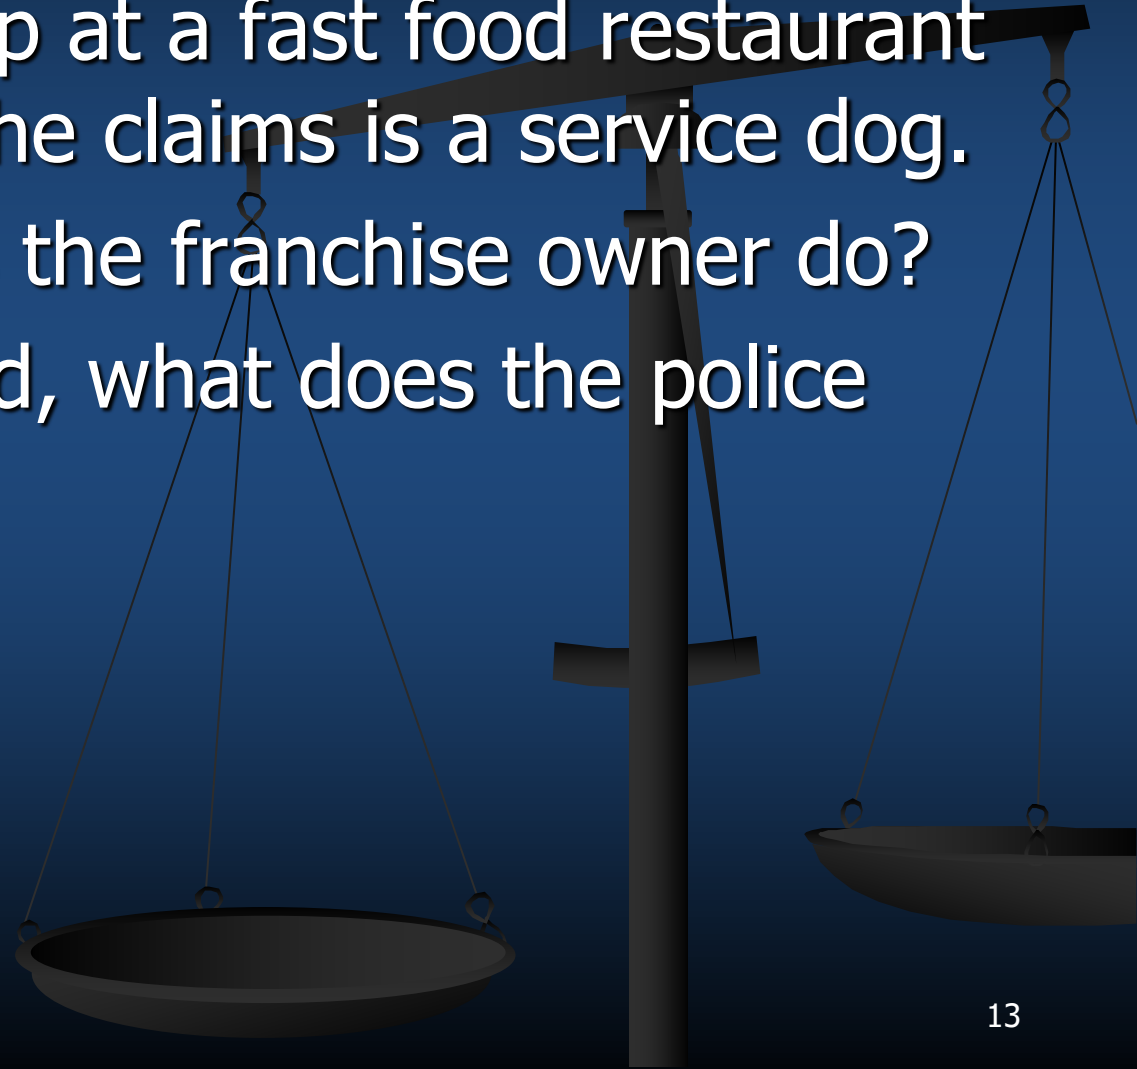 p at a fast food restaurant
he claims is a service dog.
the franchise owner do?
d, what does the police
13